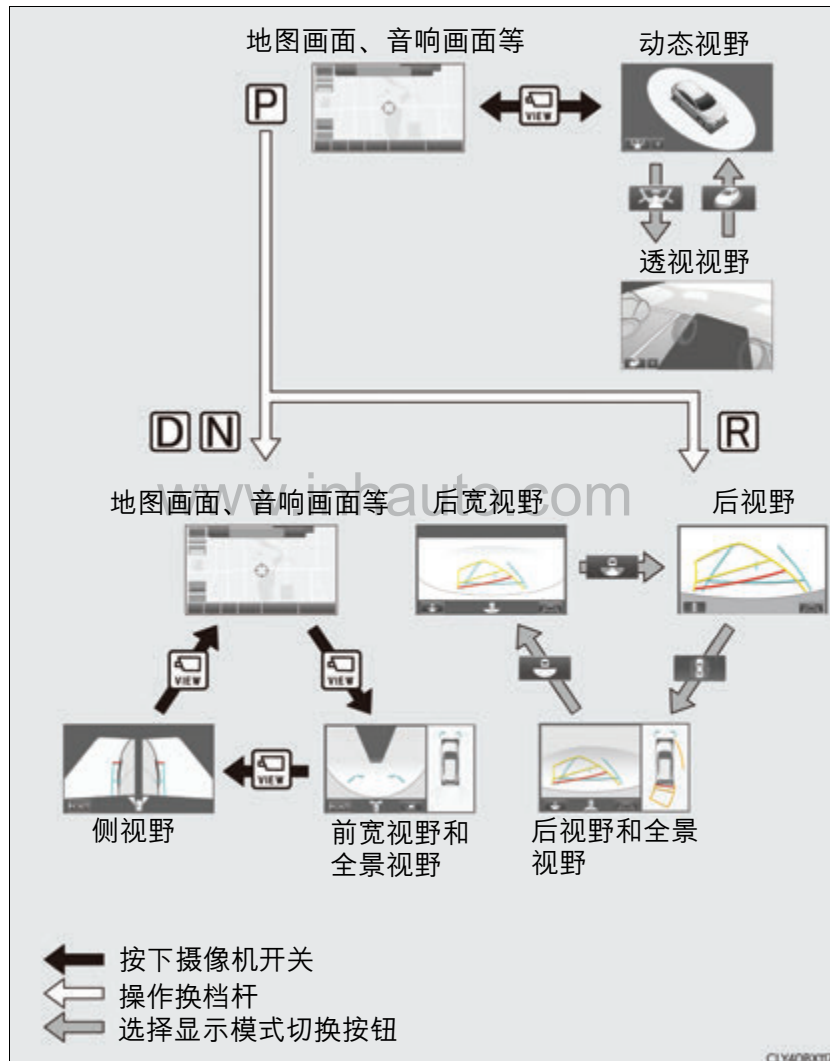 地图画面、音响画面等
动态视野
P
VIEW
透视视野
D N
R
www.jnhauto.com
地图画面、音响画面等
后宽视野
后视野
VIEW
VIEW
VIEW
侧视野
前宽视野和
全景视野
后视野和全景
视野
按下摄像机开关
操作换档杆
选择显示模式切换按钮